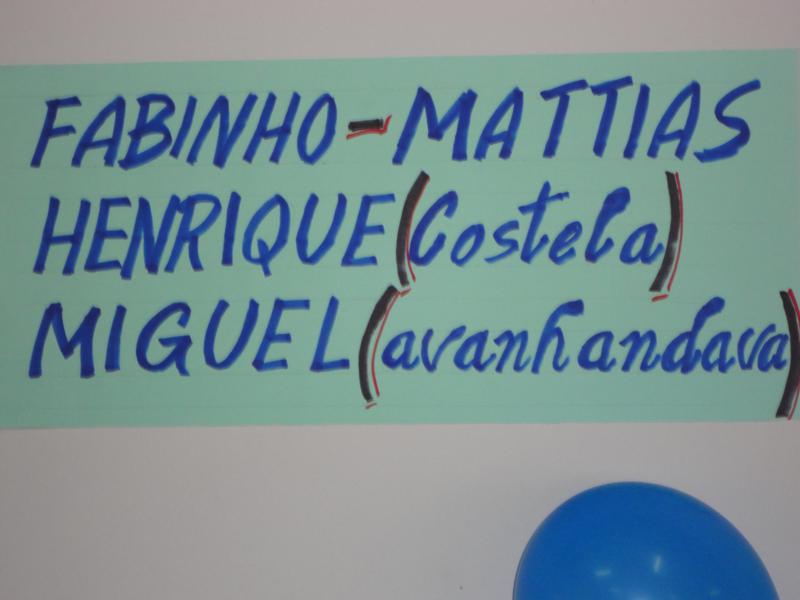 FABINHO-MATTIAS
HENRIQUE(Costela)
MIGUEL(avanhandava)